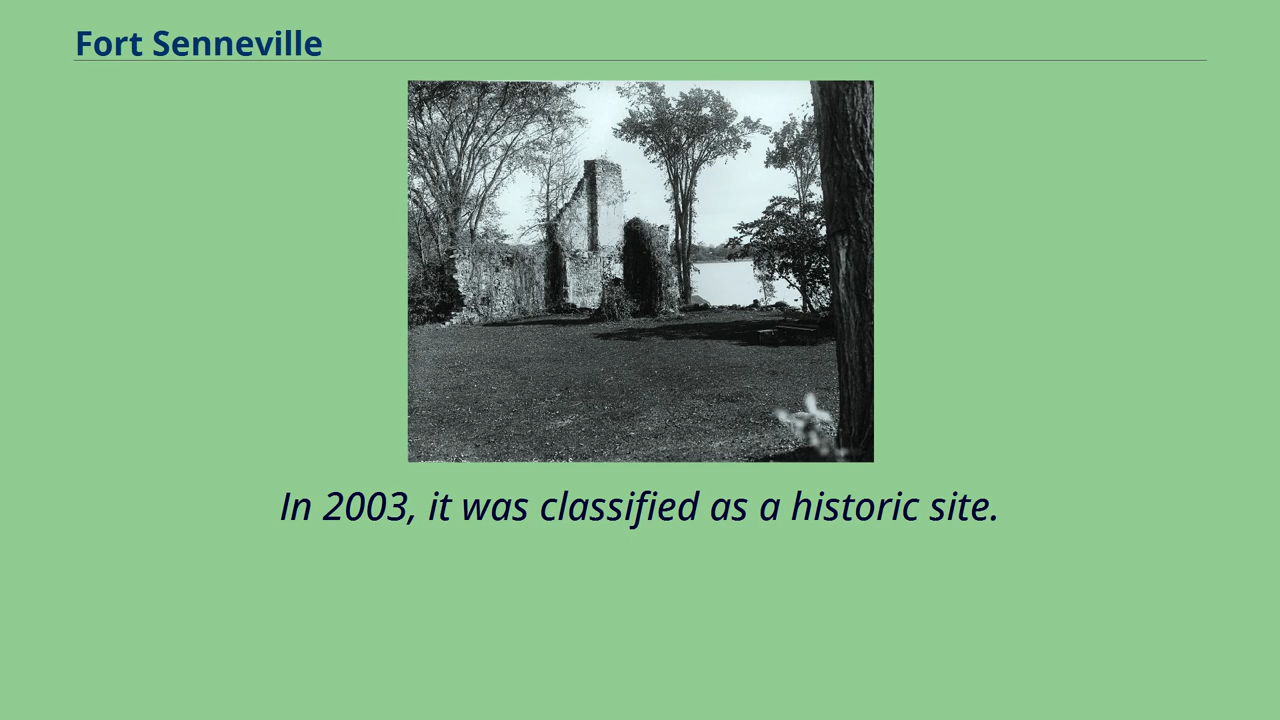 Fort Senneville
In 2003, it was classified as a historic site.